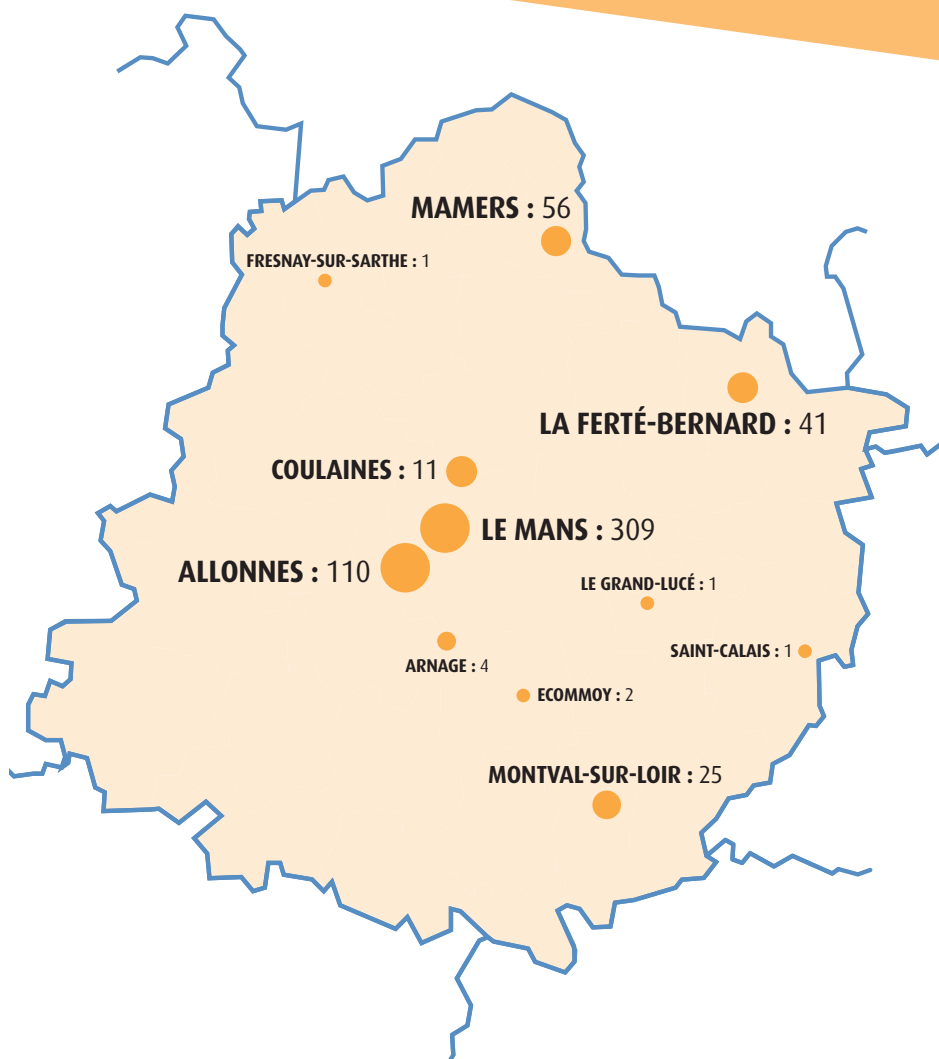 MAMERS : 56
FRESNAY-SUR-SARTHE : 1
LA FERTÉ-BERNARD : 41
COULAINES : 11
LE MANS : 309
ALLONNES : 110
LE GRAND-LUCÉ : 1
SAINT-CALAIS : 1
ARNAGE : 4
ECOMMOY : 2
MONTVAL-SUR-LOIR : 25